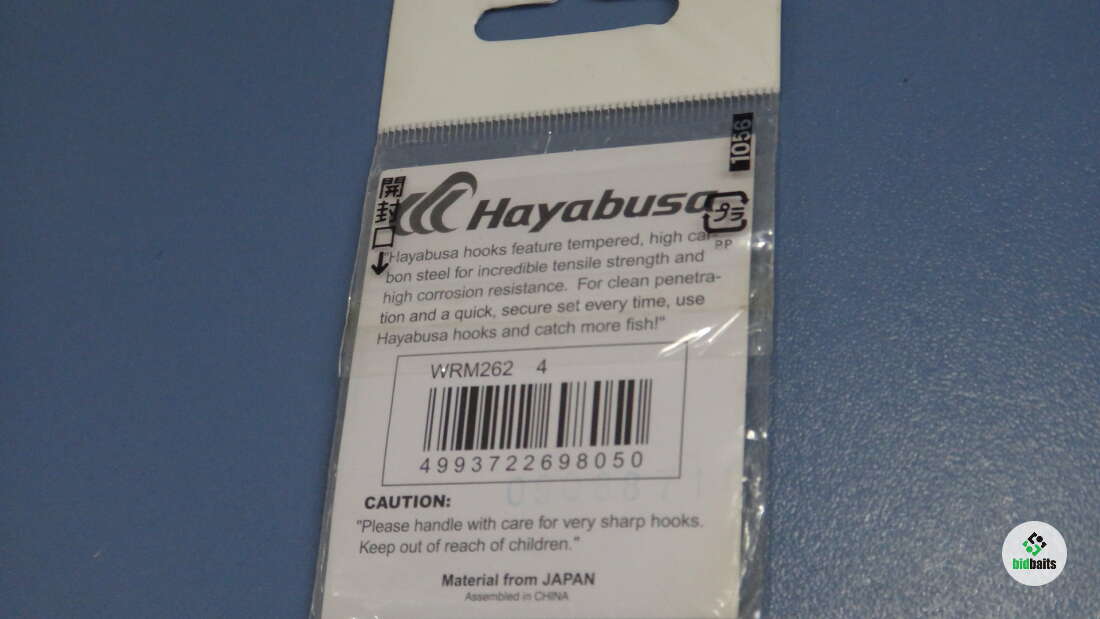 1056
開封口
Hayabusa
プラ
PP
"Hayabusa hooks feature tempered, high car-
bon steel for incredible tensile strength and
high corrosion resistance. For clean penetra-
tion and a quick, secure set every time, use
Hayabusa hooks and catch more fish!"
WRM262 4
4993722698050
CAUTION:
"Please handle with care for very sharp hooks.
Keep out of reach of children."
Material from JAPAN
Assembled in CHINA
bidbaits